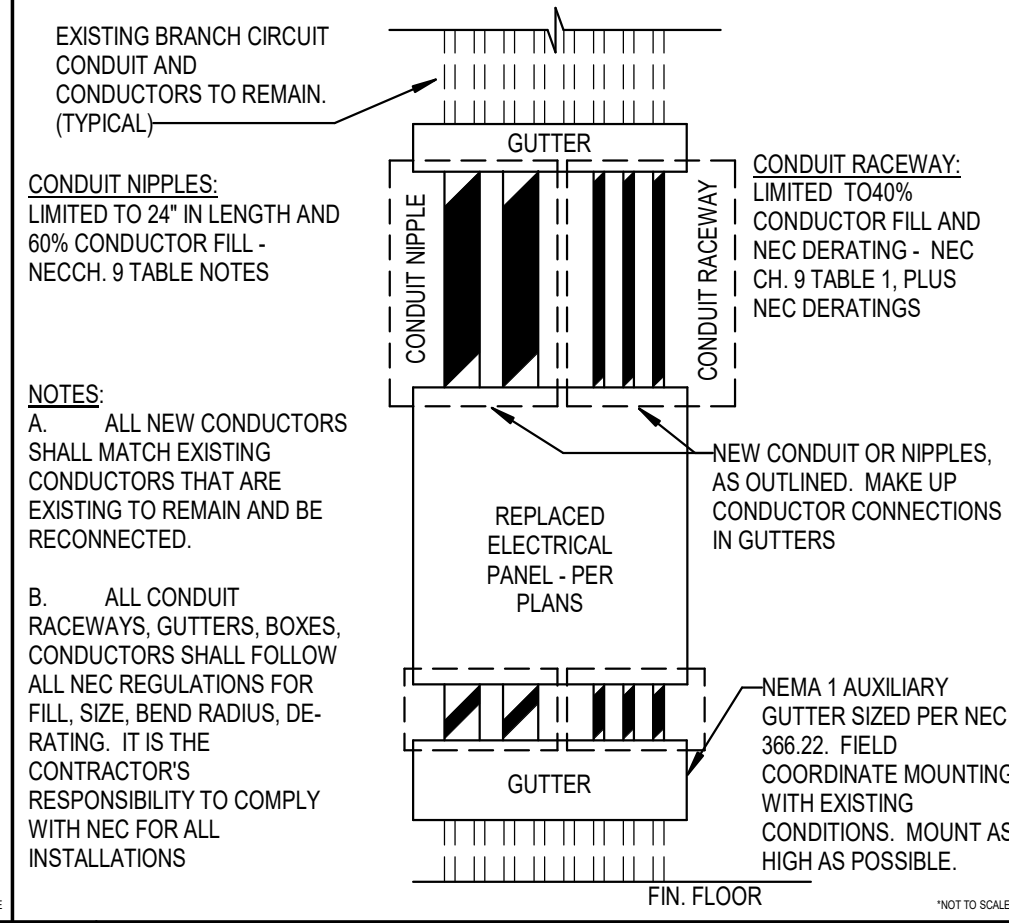 EXISTING BRANCH CIRCUIT
CONDUIT AND
CONDUCTORS TO REMAIN.
(TYPICAL)
GUTTER
CONDUIT NIPPLES:
LIMITED TO 24" IN LENGTH AND
60% CONDUCTOR FILL -
NECCH. 9 TABLE NOTES
CONDUIT NIPPLE
CONDUIT RACEWAY
CONDUIT RACEWAY:
LIMITED TO40%
CONDUCTOR FILL AND
NEC DERATING - NEC
CH. 9 TABLE 1, PLUS
NEC DERATINGS
NOTES:
A. ALL NEW CONDUCTORS
SHALL MATCH EXISTING
CONDUCTORS THAT ARE
EXISTING TO REMAIN AND BE
RECONNECTED.
B. ALL CONDUIT
RACEWAYS, GUTTERS, BOXES,
CONDUCTORS SHALL FOLLOW
ALL NEC REGULATIONS FOR
FILL, SIZE, BEND RADIUS, DE-
RATING. IT IS THE
CONTRACTOR'S
RESPONSIBILITY TO COMPLY
WITH NEC FOR ALL
INSTALLATIONS
NEW CONDUIT OR NIPPLES,
AS OUTLINED. MAKE UP
CONDUCTOR CONNECTIONS
IN GUTTERS
REPLACED
ELECTRICAL
PANEL - PER
PLANS
NEMA 1 AUXILIARY
GUTTER SIZED PER NEC
366.22. FIELD
COORDINATE MOUNTING
WITH EXISTING
CONDITIONS. MOUNT AS
HIGH AS POSSIBLE.
GUTTER
FIN. FLOOR
*NOT TO SCALE
E